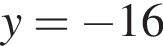 y = −16